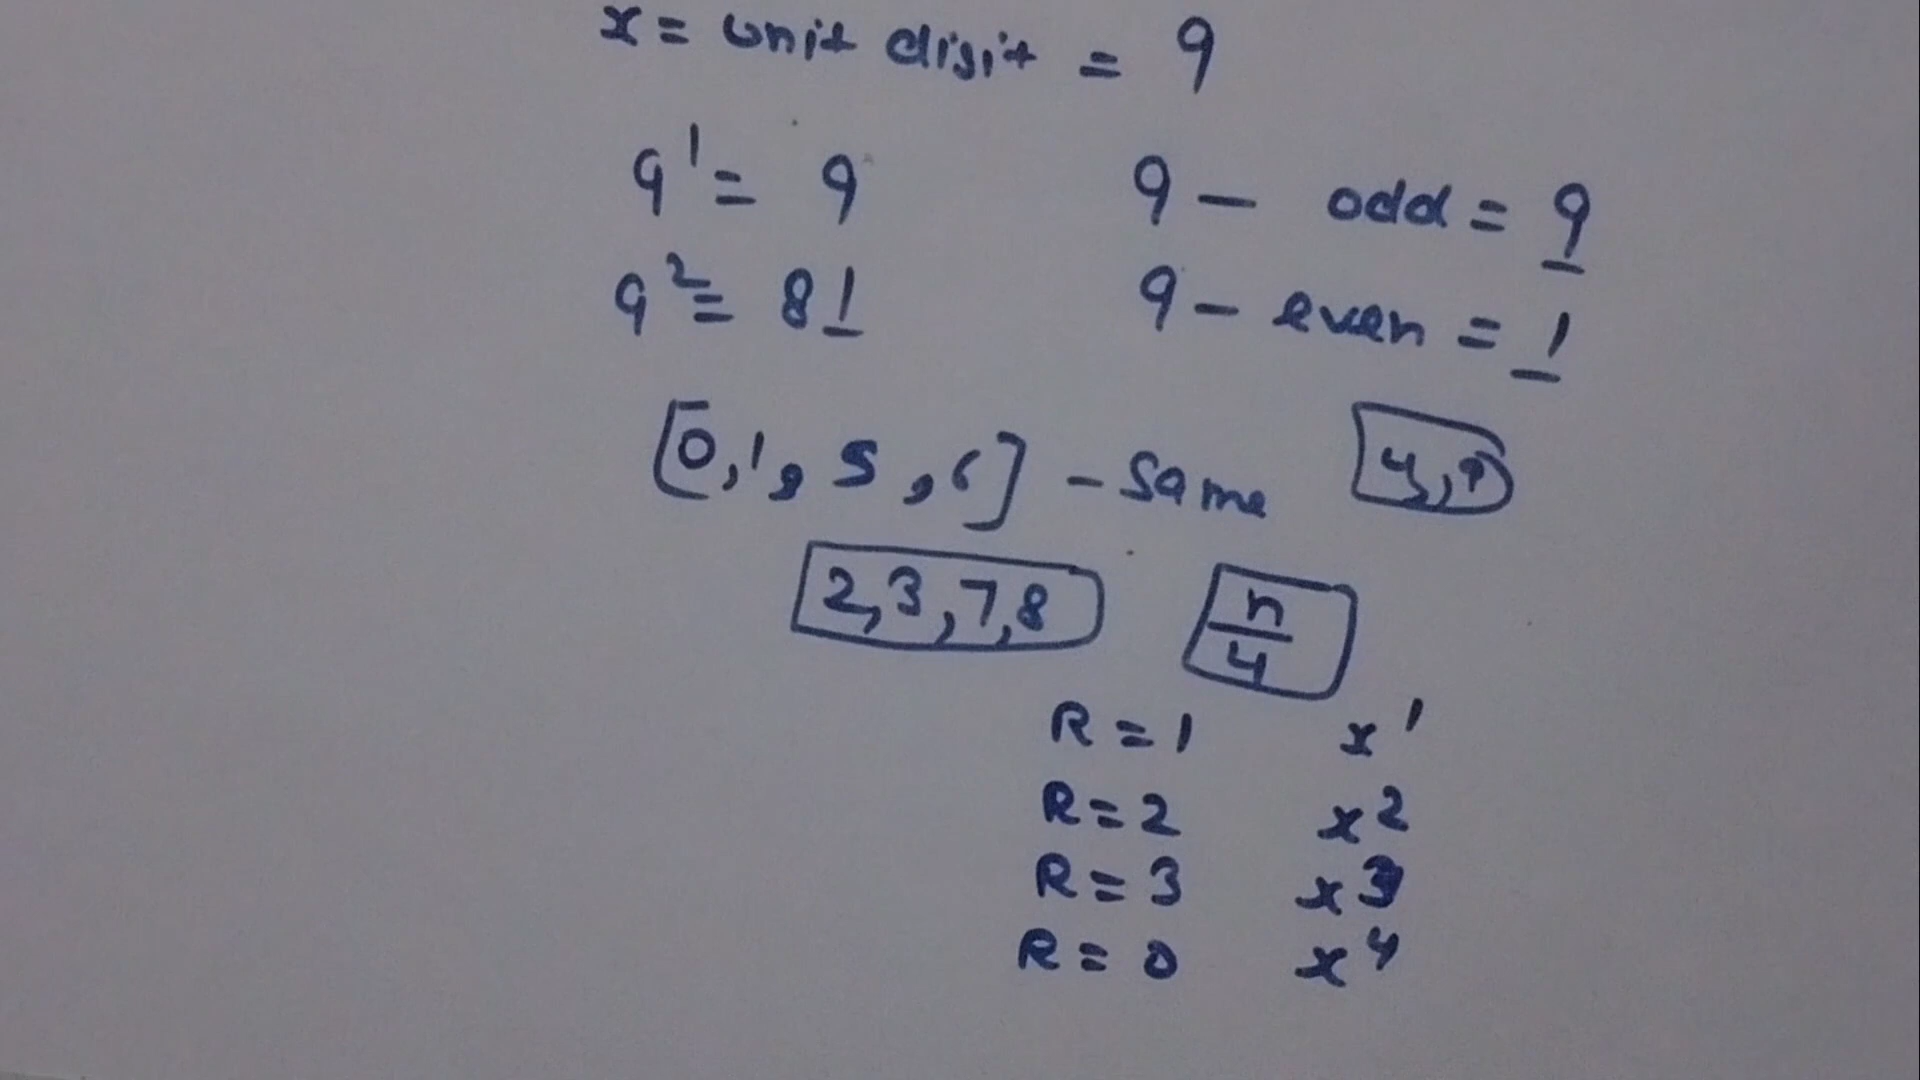 x = unit digit = 9
9¹ = 9
9 - odd = 9
9² = 81
9 - even = 1
[0, 1, 5, 6] - Same
4, 9
2, 3, 7, 8
n/4
R = 1 x¹
R = 2 x²
R = 3 x³
R = 0 x⁴